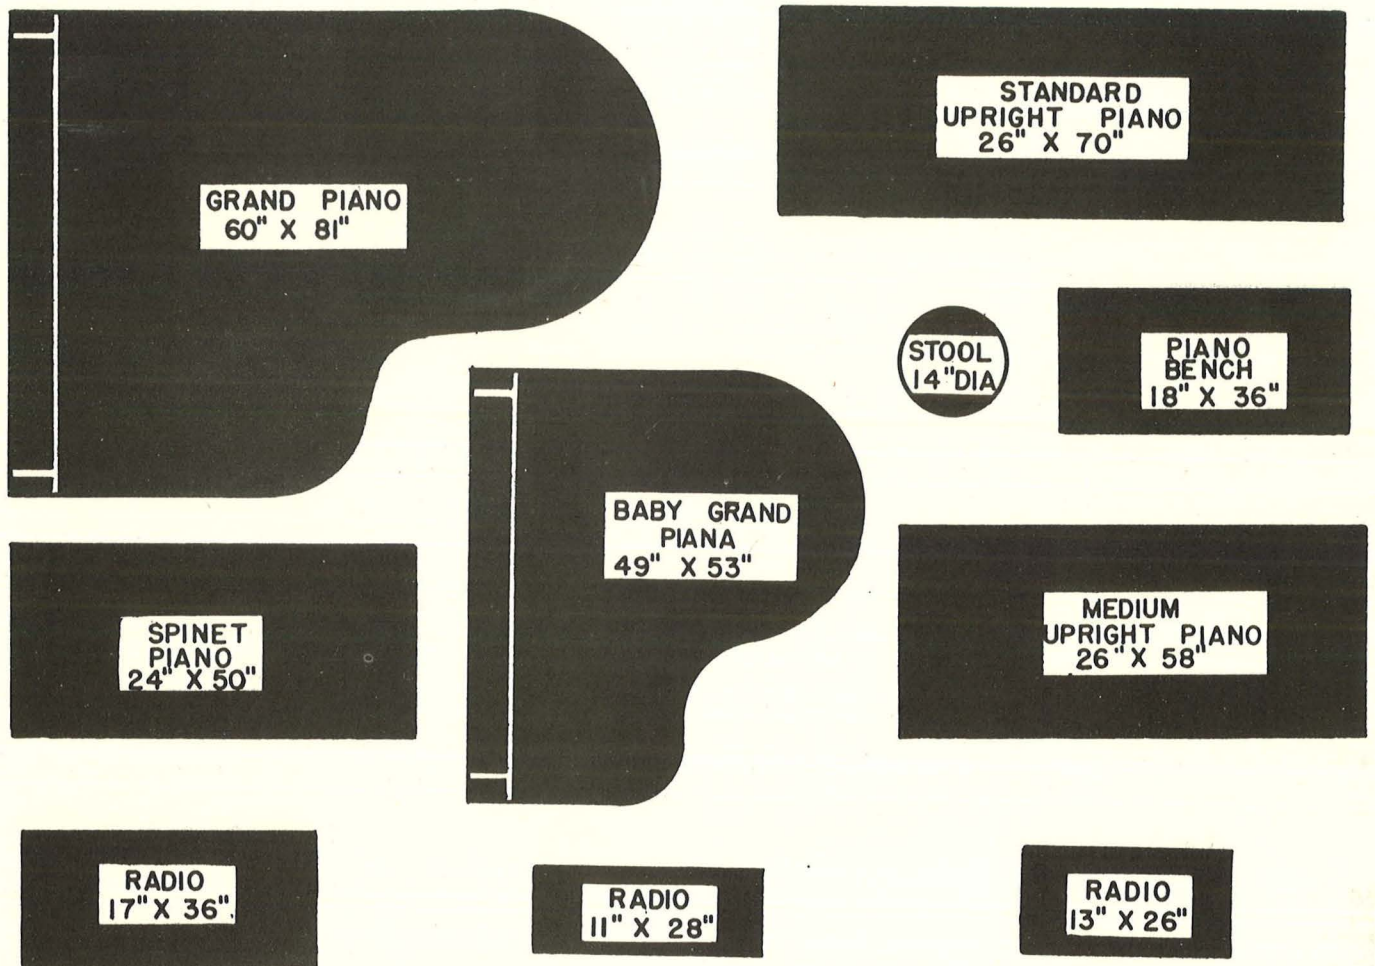 GRAND PIANO
60" X 81"
STANDARD
UPRIGHT PIANO
26" X 70"
STOOL
14" DIA
PIANO
BENCH
18" X 36"
BABY GRAND
PIANA
49" X 53"
SPINET
PIANO
24" X 50"
MEDIUM
UPRIGHT PIANO
26" X 58"
RADIO
17" X 36".
RADIO
11" X 28"
RADIO
13" X 26"